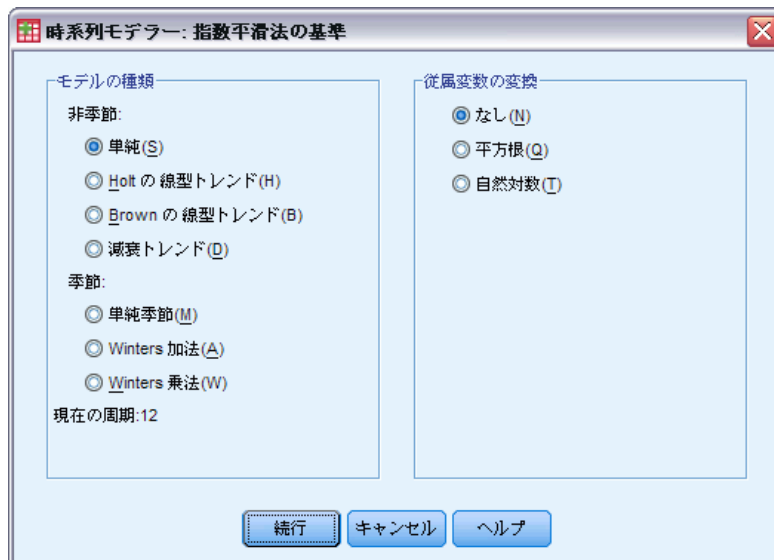 時系列モデラー: 指数平滑法の基準
モデルの種類
非季節:
単純(S)
Holt の 線型トレンド(H)
Brown の 線型トレンド(B)
減衰トレンド(D)
季節:
単純季節(M)
Winters 加法(A)
Winters 乗法(W)
現在の周期:12
従属変数の変換
なし(N)
平方根(Q)
自然対数(T)
続行
キャンセル
ヘルプ